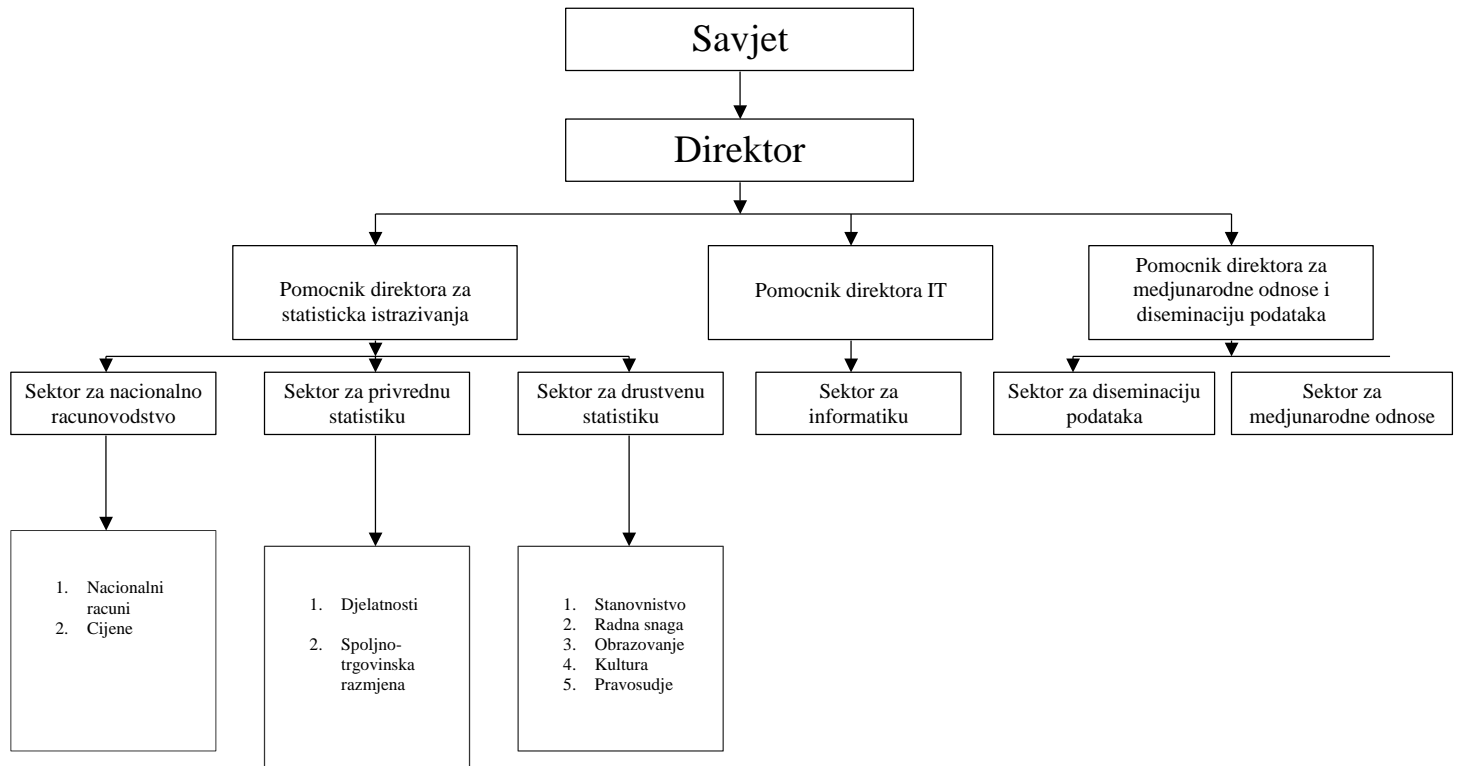 Savjet
Direktor
Pomocnik direktora za
statisticka istrazivanja
Pomocnik direktora IT
Pomocnik direktora za
medjunarodne odnose i
diseminaciju podataka
Sektor za nacionalno
racunovodstvo
Sektor za privrednu
statistiku
Sektor za drustvenu
statistiku
Sektor za
informatiku
Sektor za diseminaciju
podataka
Sektor za
medjunarodne odnose
1. Nacionalni
racuni
2. Cijene
1. Djelatnosti
2. Spoljno-
trgovinska
razmjena
1. Stanovnistvo
2. Radna snaga
3. Obrazovanje
4. Kultura
5. Pravosudje